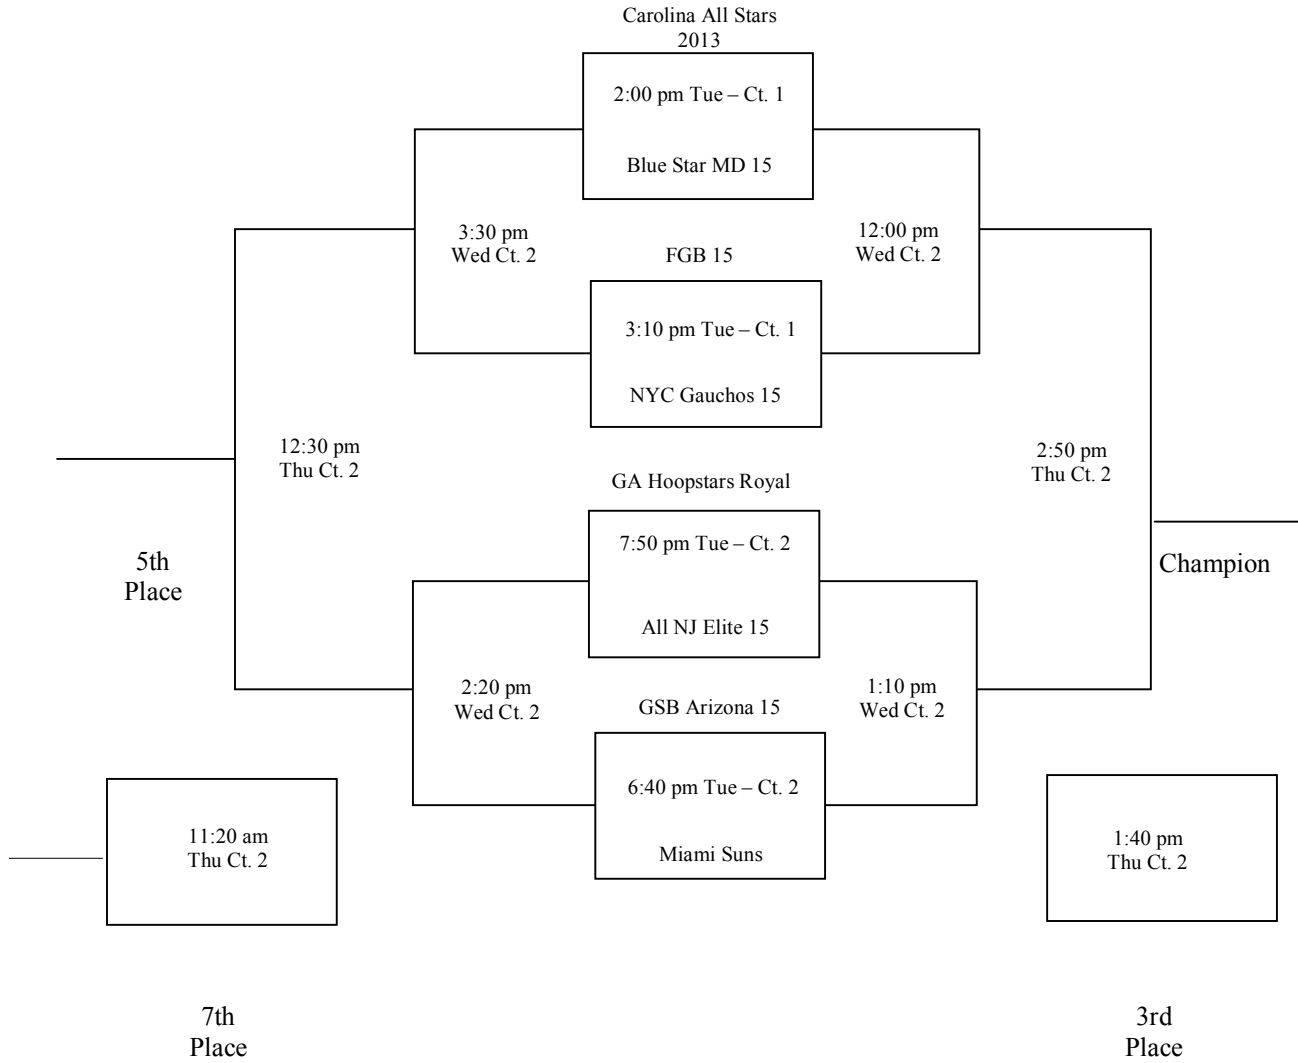 Carolina All Stars
2013
2:00 pm Tue – Ct. 1
Blue Star MD 15
3:30 pm
Wed Ct. 2
FGB 15
12:00 pm
Wed Ct. 2
3:10 pm Tue – Ct. 1
NYC Gauchos 15
12:30 pm
Thu Ct. 2
2:50 pm
Thu Ct. 2
GA Hoopstars Royal
7:50 pm Tue – Ct. 2
5th
Place
Champion
All NJ Elite 15
2:20 pm
Wed Ct. 2
GSB Arizona 15
1:10 pm
Wed Ct. 2
6:40 pm Tue – Ct. 2
Miami Suns
11:20 am
Thu Ct. 2
1:40 pm
Thu Ct. 2
7th
Place
3rd
Place